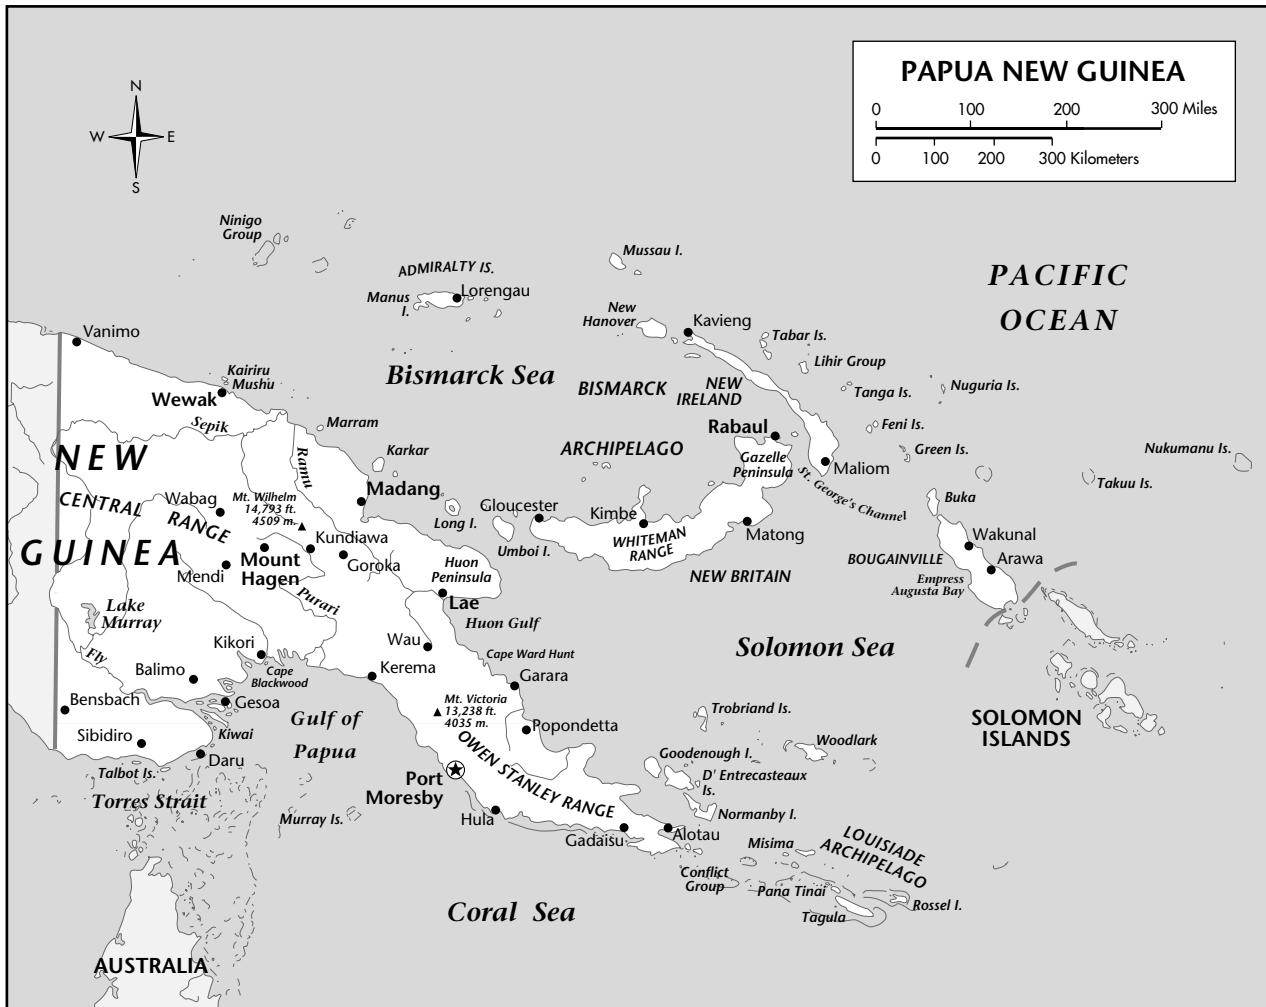 PAPUA NEW GUINEA
0 100 200 300 Miles
0 100 200 300 Kilometers
N
W E
S
Ninigo
Group
Mussau I.
ADMIRALTY IS.
Manus
I.
Lorengau
PACIFIC
OCEAN
New
Hanover
Kavieng
Vanimo
Tabar Is.
Lihir Group
Kairiru
Mushu
Bismarck Sea
BISMARCK
NEW
IRELAND
Tanga Is.
Nuguria Is.
Wewak
Sepik
Marram
Rabaul
Feni Is.
ARCHIPELAGO
Green Is.
Nukumanu Is.
NEW
Ramu
Karkar
Gazelle
Peninsula
Maliom
St. George's Channel
Takuu Is.
Madang
CENTRAL
RANGE
Wabag
Mt. Wilhelm
14,793 ft.
4509 m.
Long I.
Gloucester
Kimbe
Buka
GUINEA
Kundiawa
Umboi I.
WHITEMAN
RANGE
Matong
Wakunai
Mount
Hagen
Goroka
Mendi
Huon
Peninsula
NEW BRITAIN
BOUGAINVILLE
Arawa
Empress
Augusta Bay
Lake
Murray
Purari
Lae
Huon Gulf
Kikori
Wau
Solomon Sea
Fly
Balimo
Cape
Blackwood
Kerema
Cape Ward Hunt
Garara
Bensbach
Gesoa
Mt. Victoria
13,238 ft.
4035 m.
Trobriand Is.
SOLOMON
ISLANDS
Gulf of
Papua
Kiwai
Popondetta
Sibidiro
Daru
Woodlark
Goodenough I.
Talbot Is.
OWEN STANLEY RANGE
D' Entrecasteaux
Is.
Port
Moresby
Torres Strait
Murray Is.
Hula
Normanby I.
Gadaisu
Alotau
Misima
LOUISIADE
ARCHIPELAGO
Conflict
Group
Pana Tinai
Rossel I.
Tagula
Coral Sea
AUSTRALIA